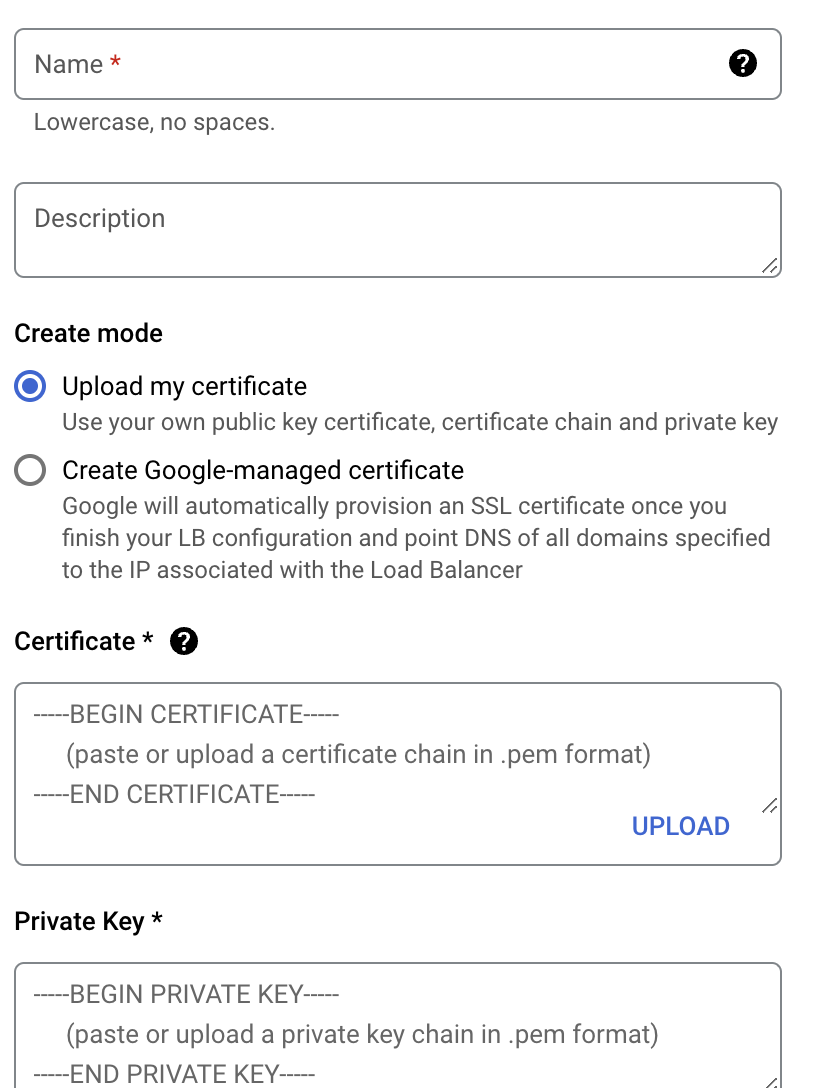 Name *
Lowercase, no spaces.
Description
Create mode
Upload my certificate
Use your own public key certificate, certificate chain and private key
Create Google-managed certificate
Google will automatically provision an SSL certificate once you
finish your LB configuration and point DNS of all domains specified
to the IP associated with the Load Balancer
Certificate *
-----BEGIN CERTIFICATE-----
(paste or upload a certificate chain in .pem format)
-----END CERTIFICATE-----
UPLOAD
Private Key *
-----BEGIN PRIVATE KEY-----
(paste or upload a private key chain in .pem format)
-----END PRIVATE KEY-----